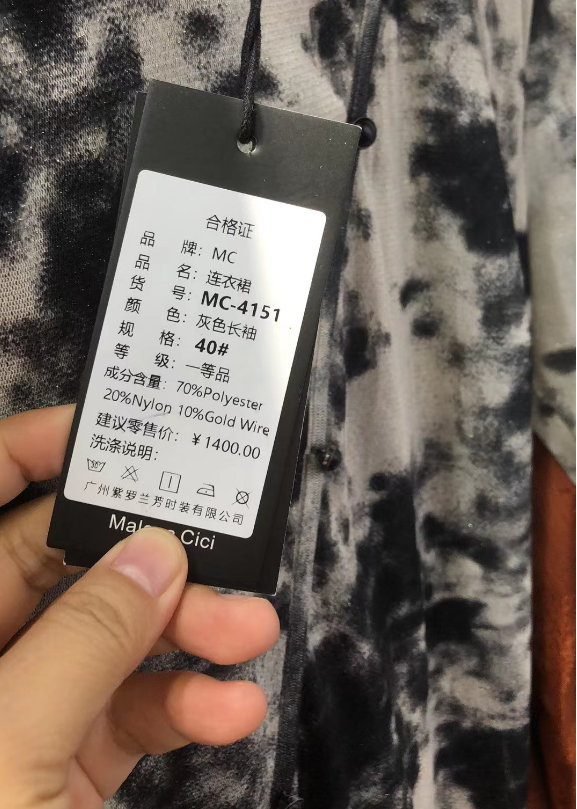 合格证
品 牌：MC
品 名：连衣裙
货 号：MC-4151
颜 色：灰色长袖
规 格：40#
等 级：一等品
成分含量：70%Polyester
20%Nylon 10%Gold Wire
建议零售价：￥1400.00
洗涤说明：
广州紫罗兰芳时装有限公司
Cici